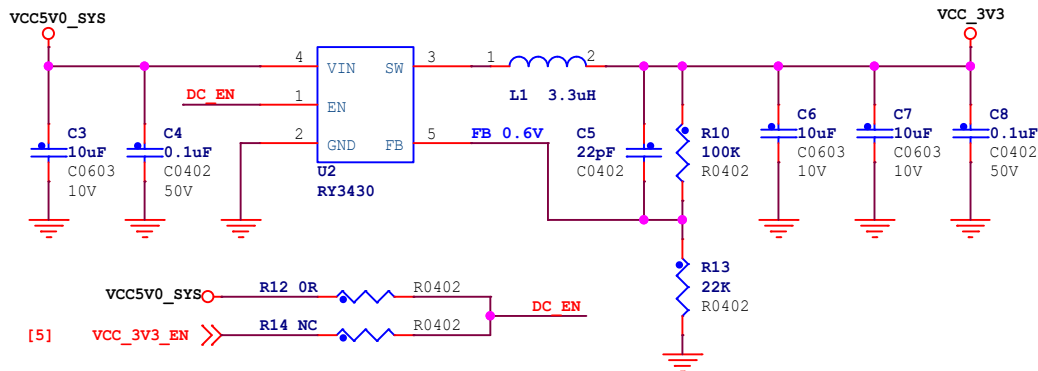 VCC5V0_SYS
VCC_3V3
4 VIN SW 3
1 2
L1 3.3uH
DC_EN 1 EN
2 GND FB 5
FB 0.6V
U2
RY3430
C3
10uF
C0603
10V
C4
0.1uF
C0402
50V
C5
22pF
C0402
R10
100K
R0402
C6
10uF
C0603
10V
C7
10uF
C0603
10V
C8
0.1uF
C0402
50V
R13
22K
R0402
VCC5V0_SYS R12 0R R0402
DC_EN
[5] VCC_3V3_EN R14 NC R0402